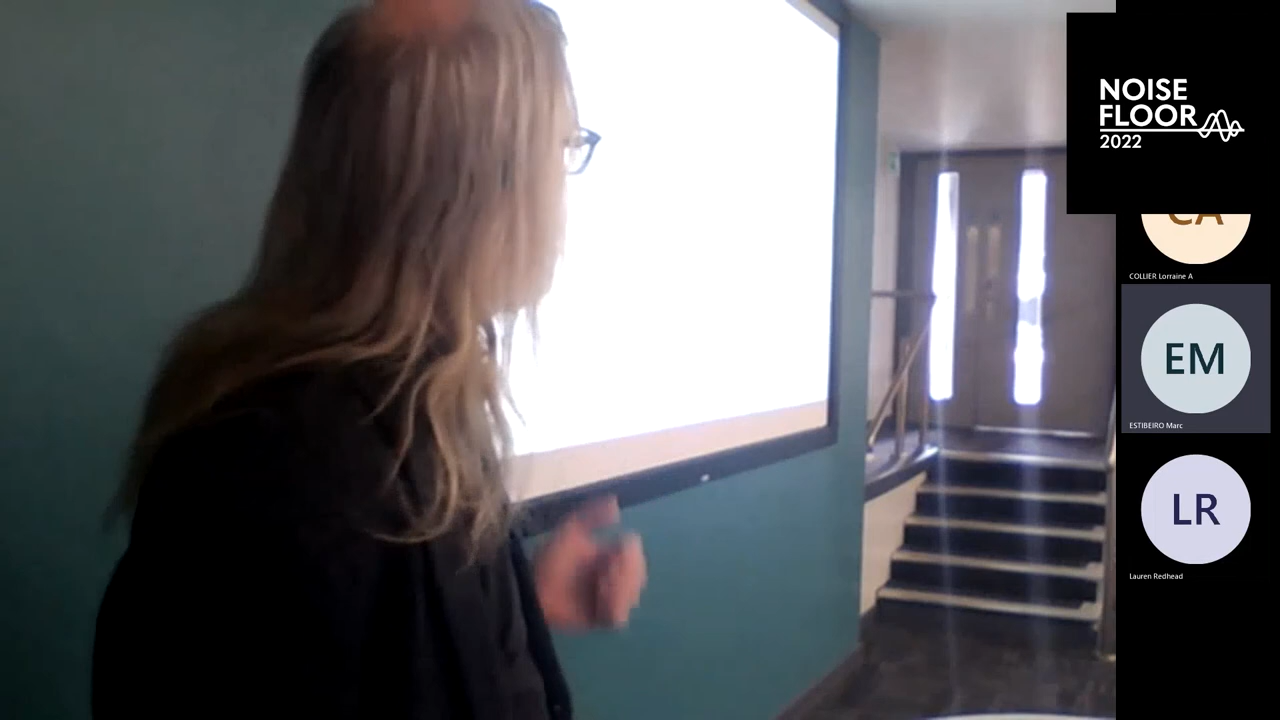 NOISE
FLOOR
2022
CA
COLLIER Lorraine A
EM
ESTIBEIRO Marc
LR
Lauren Redhead